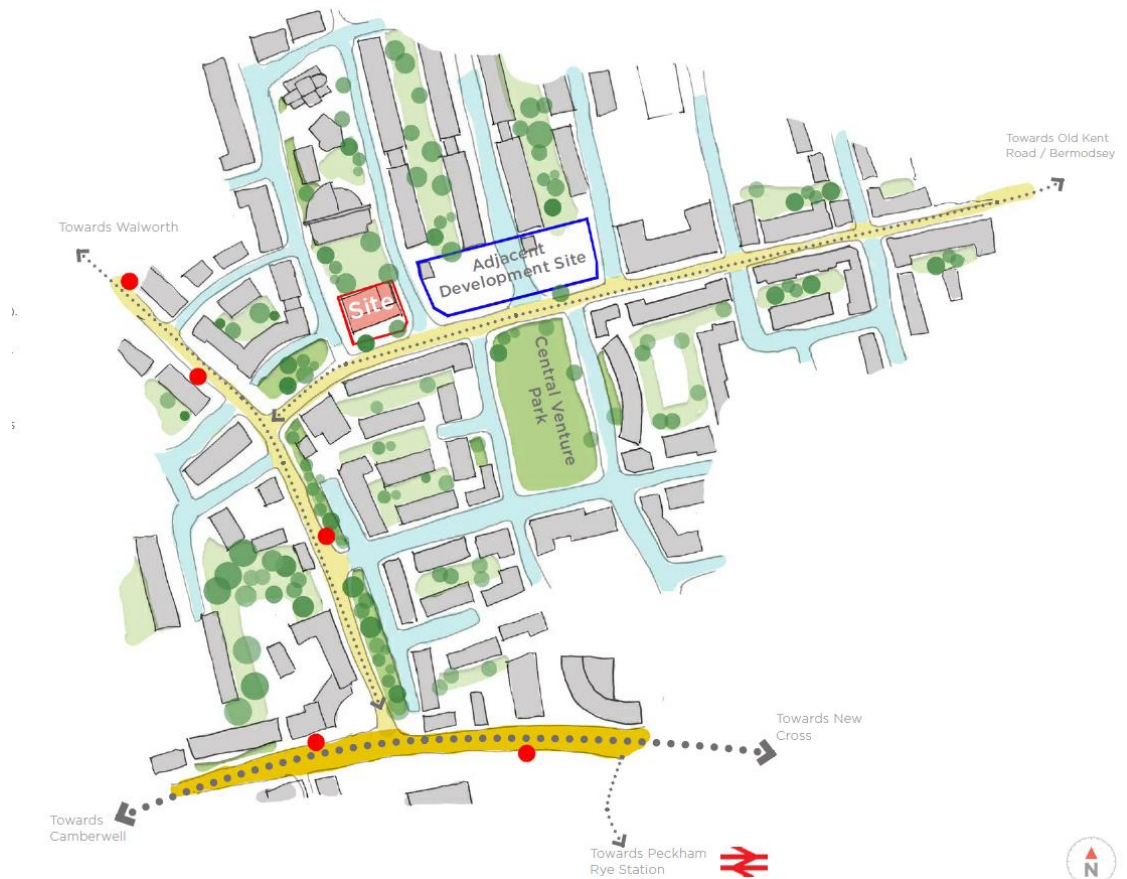 Towards Old Kent
Road / Bermodsey
Towards Walworth
Adjacent
Development Site
Site
Central Venture
Park
Towards New
Cross
Towards
Camberwell
Towards Peckham
Rye Station
N